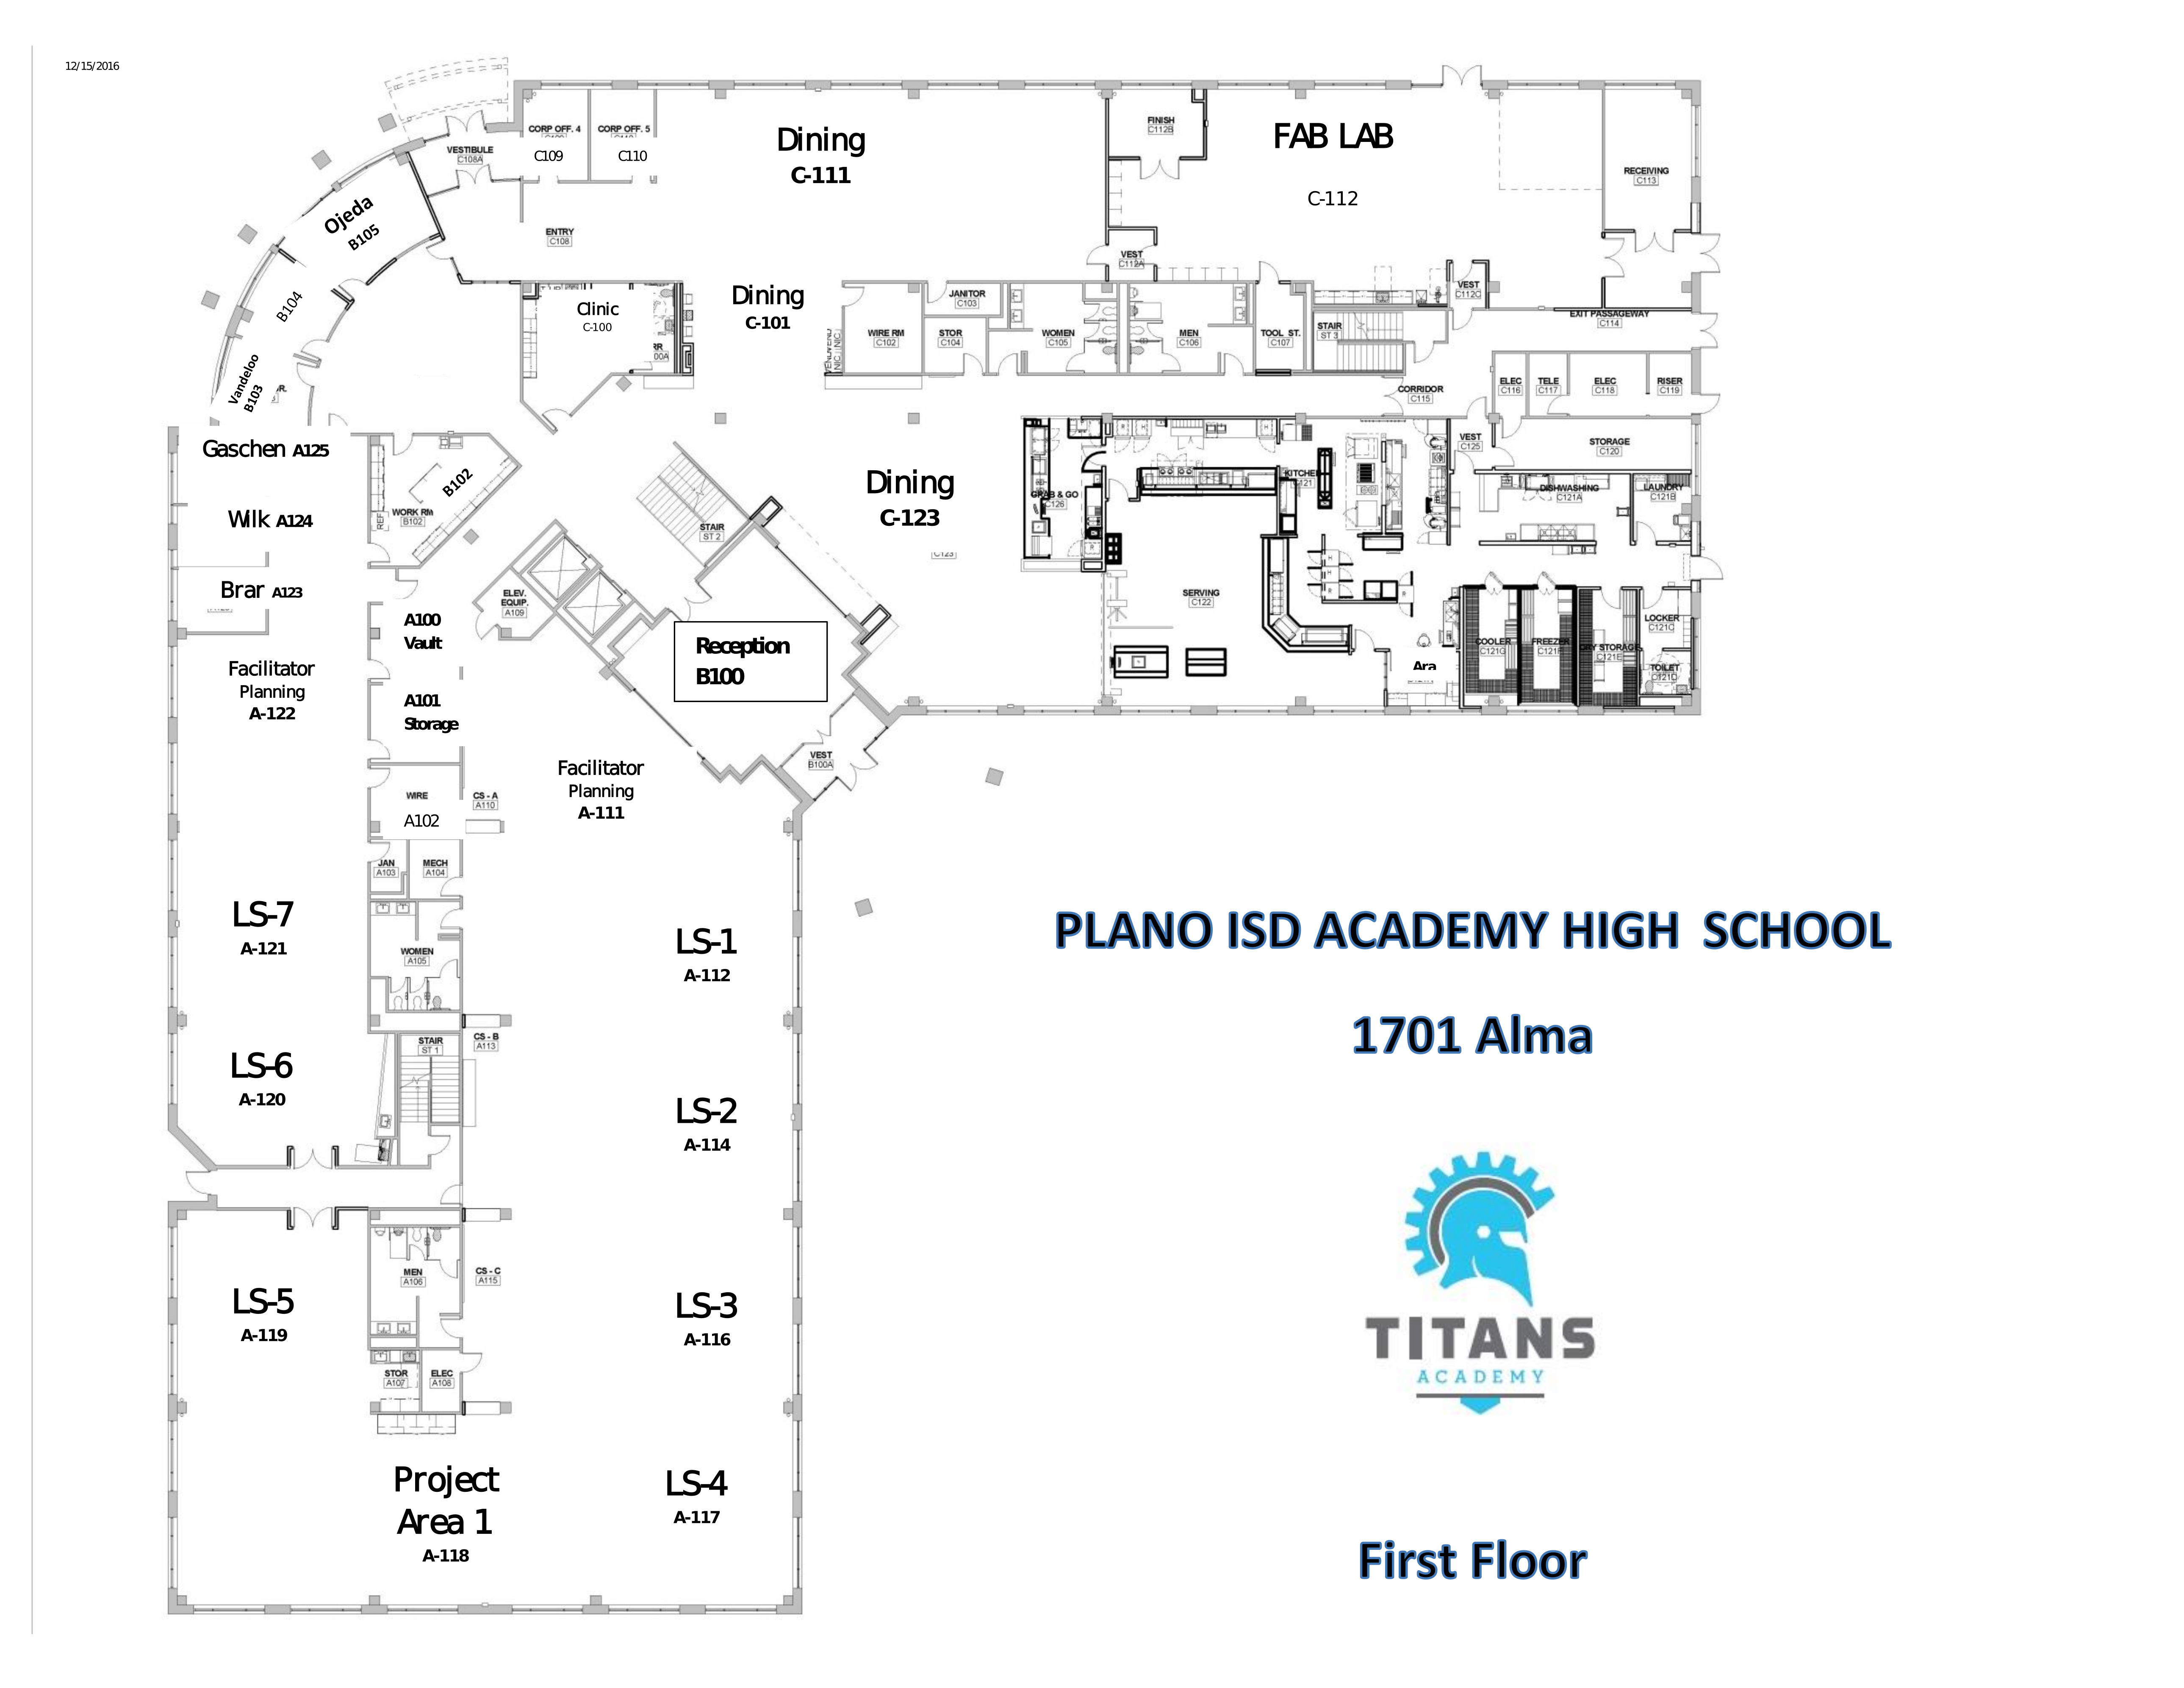 12/15/2016
CORP OFF. 4
C109
CORP OFF. 5
C110
VESTIBULE
C108A
Dining
C-111
FINISH
C112B
FAB LAB
C-112
RECEIVING
C113
Ojeda
B105
ENTRY
C108
VEST
C112A
B104
Clinic
C-100
RR
00A
Dining
C-101
WIRE RM
C102
JANITOR
C103
STOR
C104
WOMEN
C105
MEN
C106
TOOL ST.
C107
STAIR
ST 3
VEST
C112C
EXIT PASSAGEWAY
C114
Vandeloo
B103
CORRIDOR
C115
ELEC
C116
TELE
C117
ELEC
C118
RISER
C119
Gaschen A125
Wilk A124
Brar A123
B102
WORK RM
B102
REF
STAIR
ST 2
Dining
C-123
GRAB & GO
C126
KITCHEN
C121
VEST
C125
STORAGE
C120
DISHWASHING
C121A
LAUNDRY
C121B
ELEV.
EQUIP.
A109
SERVING
C122
COOLER
C121G
FREEZER
C121F
DRY STORAGE
C121E
LOCKER
C121C
TOILET
C121D
Ara
A100
Vault
Reception
B100
Facilitator
Planning
A-122
A101
Storage
VEST
B100A
Facilitator
Planning
A-111
WIRE
A102
CS - A
A110
JAN
A103
MECH
A104
LS-7
A-121
WOMEN
A105
LS-1
A-112
PLANO ISD ACADEMY HIGH SCHOOL
1701 Alma
STAIR
ST 1
CS - B
A113
LS-6
A-120
LS-2
A-114
MEN
A106
CS - C
A115
LS-5
A-119
LS-3
A-116
TITANS
ACADEMY
STOR
A107
ELEC
A108
Project
Area 1
A-118
LS-4
A-117
First Floor